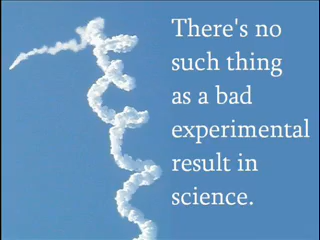 There's no
such thing
as a bad
experimental
result in
science.